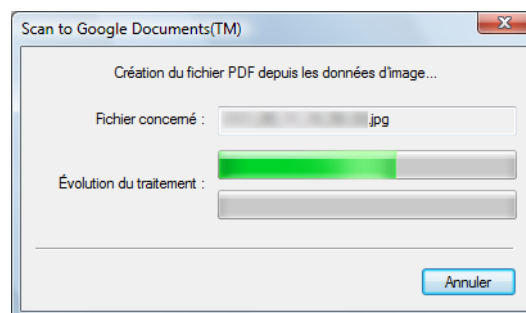 Scan to Google Documents(TM)
Création du fichier PDF depuis les données d'image...
Fichier concerné : .jpg
Évolution du traitement :
Annuler